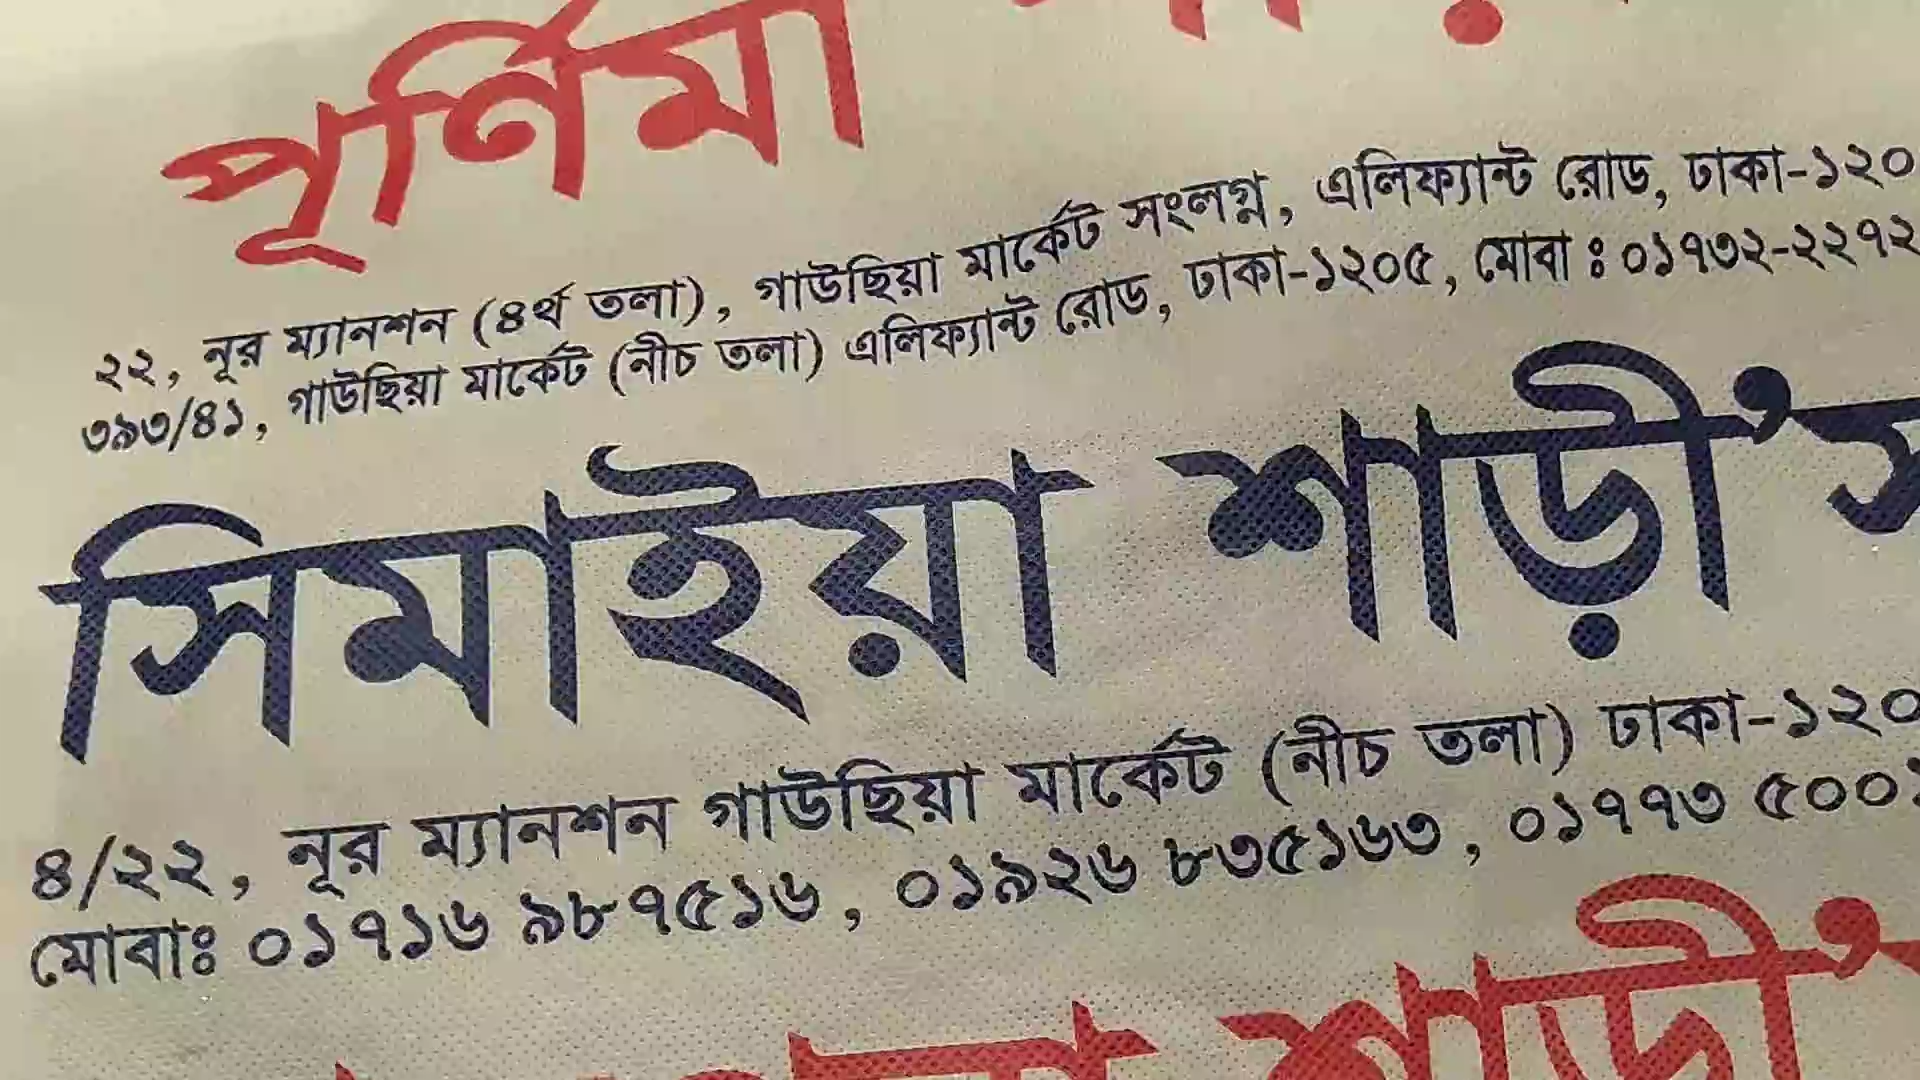 পূর্ণিমা
২২, নূর ম্যানশন (৪র্থ তলা), গাউছিয়া মার্কেট সংলগ্ন, এলিফ্যান্ট রোড, ঢাকা-১২০
৩৯৩/৪১, গাউছিয়া মার্কেট (নীচ তলা) এলিফ্যান্ট রোড, ঢাকা-১২০৫, মোবা ঃ ০১৭৩২-২২৭২
সিমাইয়া শাড়ী'স
৪/২২, নূর ম্যানশন গাউছিয়া মার্কেট (নীচ তলা) ঢাকা-১২০
মোবাঃ ০১৭১৬ ৯৮৭৫১৬, ০১৯২৬ ৮৩৫১৬৩, ০১৭৭৩ ৫০০১
শাড়ী'